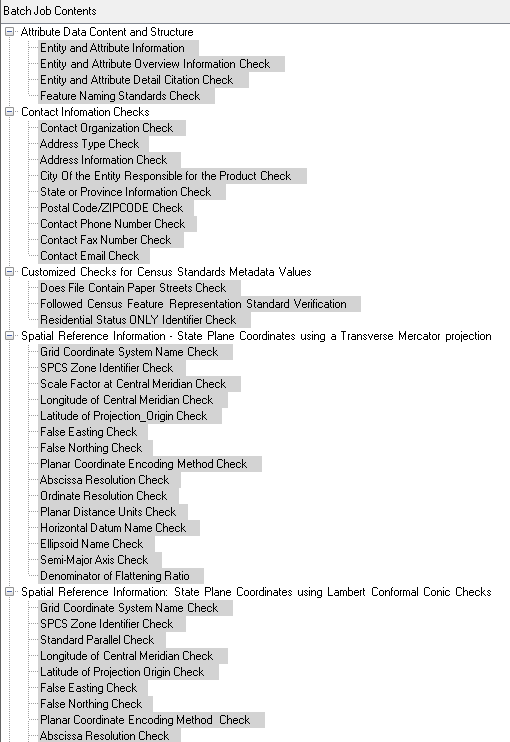 Batch Job Contents
Attribute Data Content and Structure
Entity and Attribute Information
Entity and Attribute Overview Information Check
Entity and Attribute Detail Citation Check
Feature Naming Standards Check
Contact Infomation Checks
Contact Organization Check
Address Type Check
Address Information Check
City Of the Entity Responsible for the Product Check
State or Province Information Check
Postal Code/ZIPCODE Check
Contact Phone Number Check
Contact Fax Number Check
Contact Email Check
Customized Checks for Census Standards Metadata Values
Does File Contain Paper Streets Check
Followed Census Feature Representation Standard Verification
Residential Status ONLY Identifier Check
Spatial Reference Information - State Plane Coordinates using a Transverse Mercator projection
Grid Coordinate System Name Check
SPCS Zone Identifier Check
Scale Factor at Central Meridian Check
Longitude of Central Meridian Check
Latitude of Projection_Origin Check
False Easting Check
False Northing Check
Planar Coordinate Encoding Method Check
Abscissa Resolution Check
Ordinate Resolution Check
Planar Distance Units Check
Horizontal Datum Name Check
Ellipsoid Name Check
Semi-Major Axis Check
Denominator of Flattening Ratio
Spatial Reference Information: State Plane Coordinates using Lambert Conformal Conic Checks
Grid Coordinate System Name Check
SPCS Zone Identifier Check
Standard Parallel Check
Longitude of Central Meridian Check
Latitude of Projection Origin Check
False Easting Check
False Northing Check
Planar Coordinate Encoding Method Check
Abscissa Resolution Check